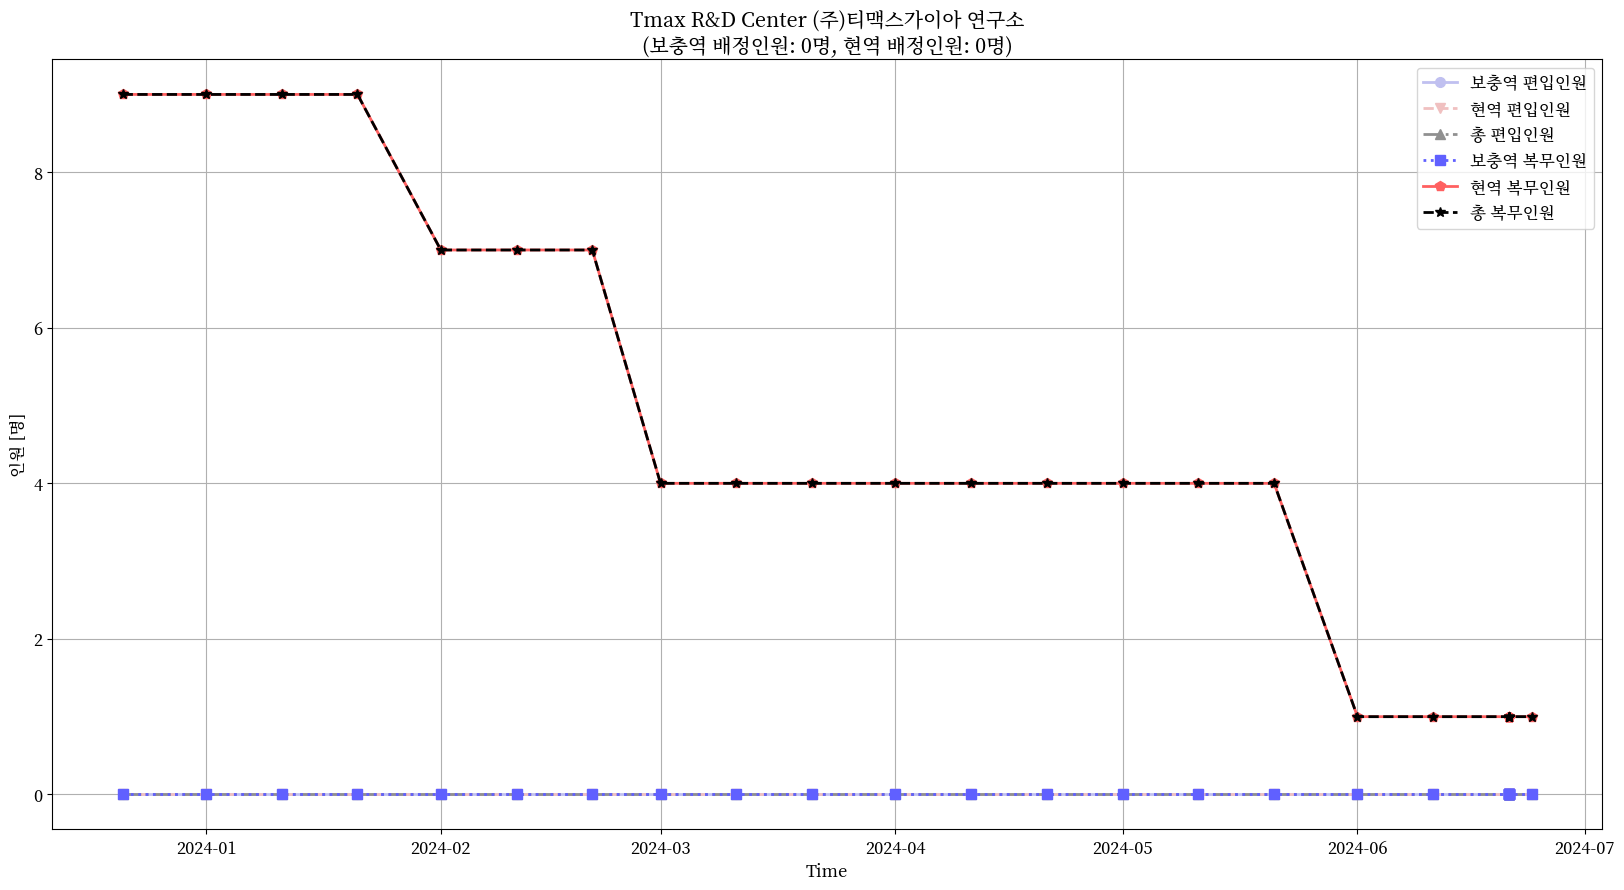 Tmax R&D Center (주)티맥스가이아 연구소
(보충역 배정인원: 0명, 현역 배정인원: 0명)
보충역 편입인원
현역 편입인원
총 편입인원
보충역 복무인원
현역 복무인원
총 복무인원
인원 [명]
8
6
4
2
0
2024-01
2024-02
2024-03
2024-04
2024-05
2024-06
2024-07
Time